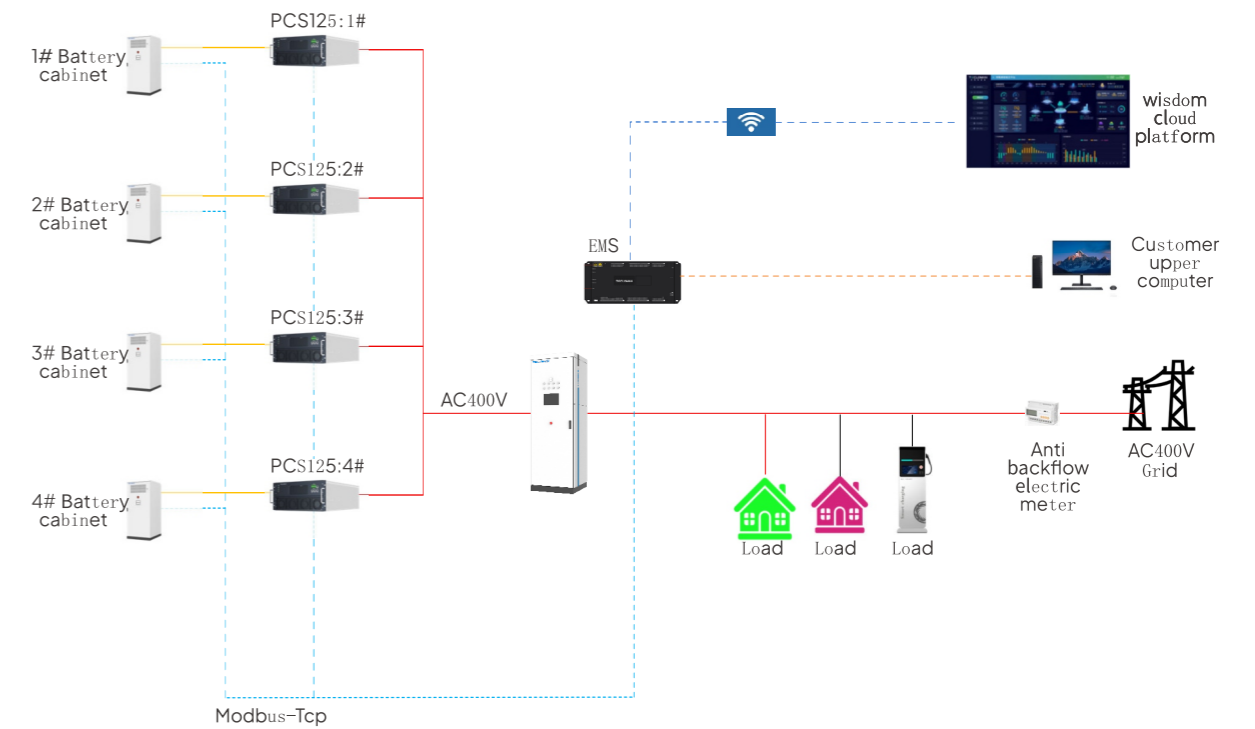 PCS125:1#
1# Battery
cabinet
PCS125:2#
2# Battery
cabinet
PCS125:3#
3# Battery
cabinet
PCS125:4#
4# Battery
cabinet
Modbus-Tcp
AC400V
EMS
wisdom
cloud
platform
Customer
upper
computer
Load
Load
Load
Anti
backflow
electric
meter
AC400V
Grid